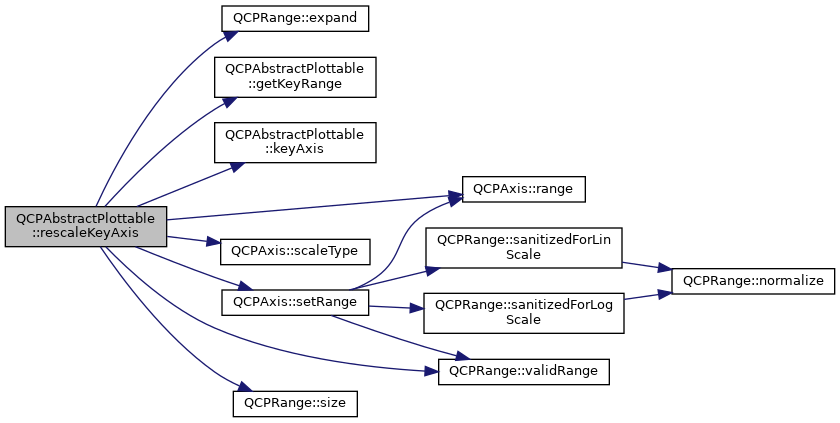 QCPRange::expand
QCPAbstractPlottable
::getKeyRange
QCPAbstractPlottable
::keyAxis
QCPAxis::range
QCPAbstractPlottable
::rescaleKeyAxis
QCPAxis::scaleType
QCPRange::sanitizedForLin
Scale
QCPRange::normalize
QCPAxis::setRange
QCPRange::sanitizedForLog
Scale
QCPRange::validRange
QCPRange::size